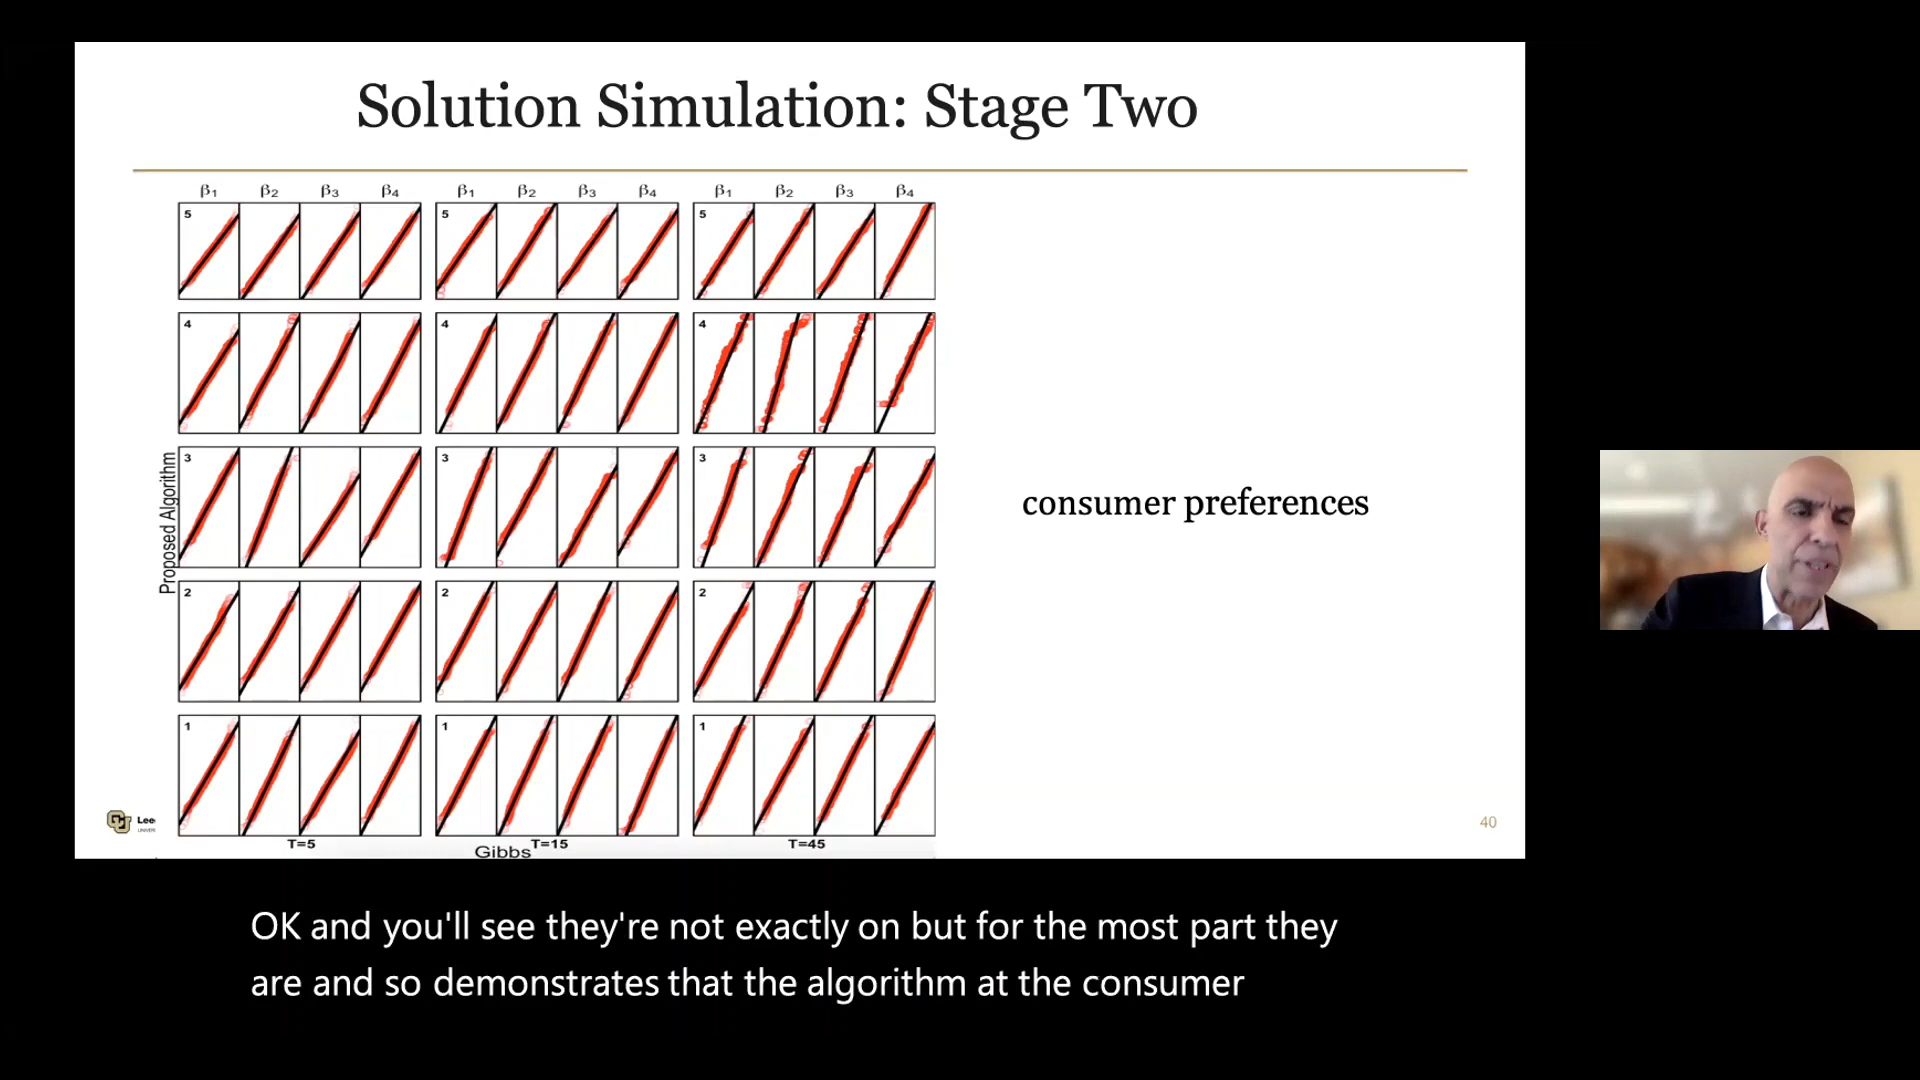 Solution Simulation: Stage Two
β1 β2 β3 β4 β1 β2 β3 β4 β1 β2 β3 β4
5 5 5
4 4 4
3 3 3
Proposed Algorithm
consumer preferences
2 2 2
1 1 1
Lee
UNIVER
40
T=5 T=15 T=45
Gibbs
OK and you'll see they're not exactly on but for the most part they
are and so demonstrates that the algorithm at the consumer